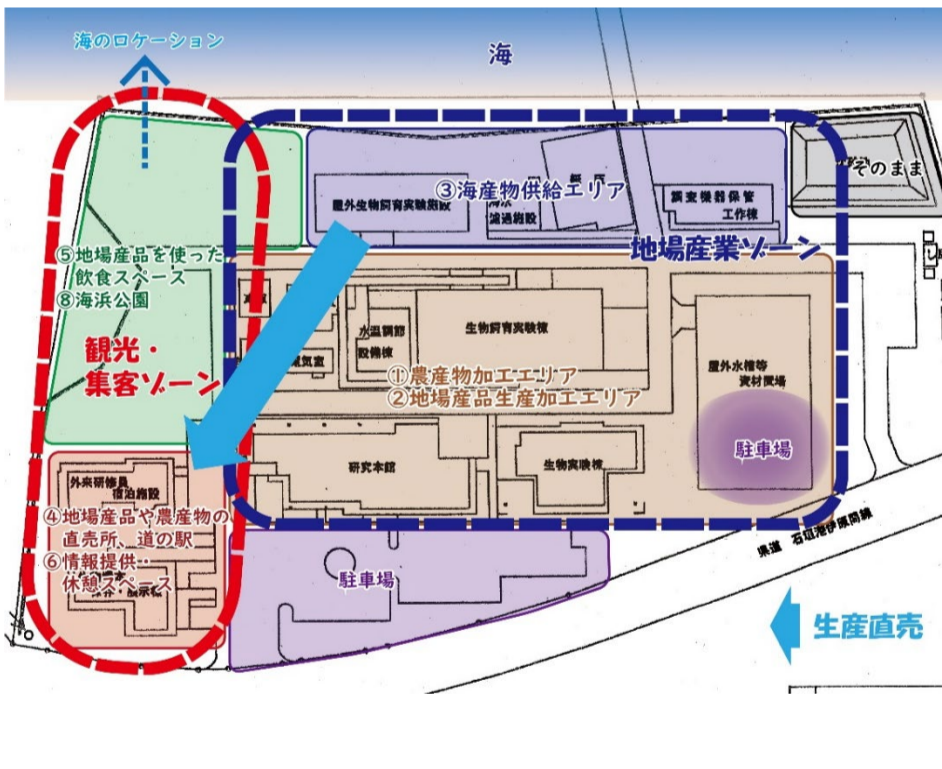 海のロケーション
海
そのまま
③海産物供給エリア
屋外生物飼育実験施設
濾過施設
調査機器保管
工作棟
地場産業ゾーン
⑤地場産品を使った
飲食スペース
⑧海浜公園
観光・
集客ゾーン
水温調節
設備棟
生物飼育実験棟
屋外水槽等
資材置場
①農産物加工エリア
②地場産品生産加工エリア
駐車場
研究本館
生物実験棟
外来研修員
宿泊施設
④地場産品や農産物の
直売所、道の駅
⑥情報提供・
休憩スペース
駐車場
県道 石垣港伊原間線
生産直売